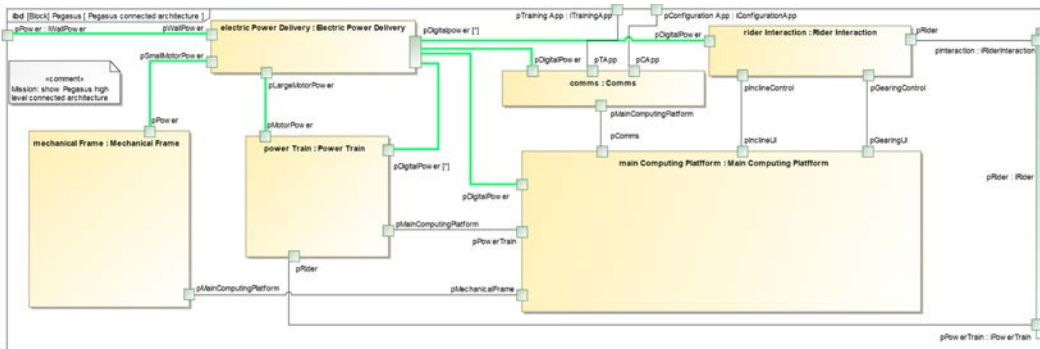 ibd [Block] Pegasus [ Pegasus connected architecture ]
pTraining App : iTrainingApp
pConfiguration App : iConfigurationApp
pPower : iWallPower
pWallPower
electric Power Delivery : Electric Power Delivery
pDigitalpower [*]
pDigitalPower
rider Interaction : Rider Interaction
pRider
pInteraction : iRiderInteraction
pSmallMotorPower
pDigitalPower
pTApp
pCApp
«comment»
Mission: show Pegasus high
level connected architecture
comms : Comms
pLargeMotorPower
pInclineControl
pGearingControl
pMainComputingPlatform
pPower
pMotorPower
pComms
pInclineUI
pGearingUI
mechanical Frame : Mechanical Frame
power Train : Power Train
main Computing Platfform : Main Computing Platfform
pDigitalPower [*]
pRider : iRider
pDigitalPower
pMainComputingPlatform
pPowerTrain
pRider
pMainComputingPlatform
pMechanicalFrame
pPowerTrain : iPowerTrain